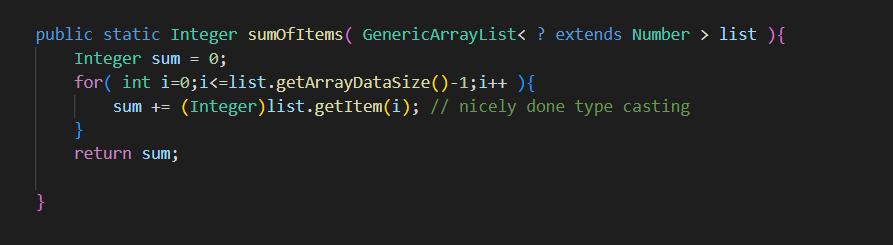 public static Integer sumOfItems( GenericArrayList< ? extends Number > list ){
Integer sum = 0;
for( int i=0;i<=list.getArrayDataSize()-1;i++ ){
sum += (Integer)list.getItem(i); // nicely done type casting
}
return sum;
}